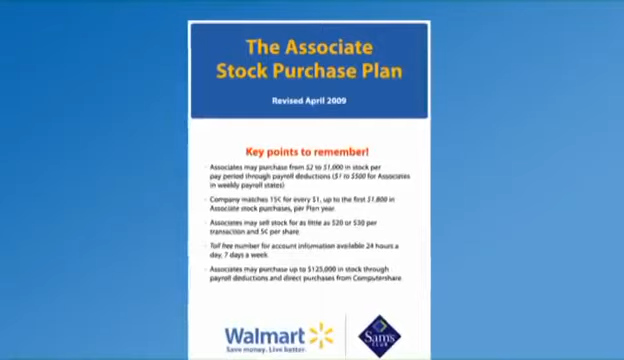 The Associate
Stock Purchase Plan
Revised April 2009
Key points to remember!
Associates may purchase from $2 to $1,000 in stock per
pay period through payroll deductions ($1 to $500 for Associates
in weekly payroll states)
Company matches 15¢ for every $1, up to the first $1,800 in
Associate stock purchases, per Plan year
Associates may sell stock for as little as $20 or $30 per
transaction and 5¢ per share
Toll free number for account information available 24 hours a
day, 7 days a week
Associates may purchase up to $125,000 in stock through
payroll deductions and direct purchases from Computershare
Walmart
Save money. Live better.
Sam's
CLUB